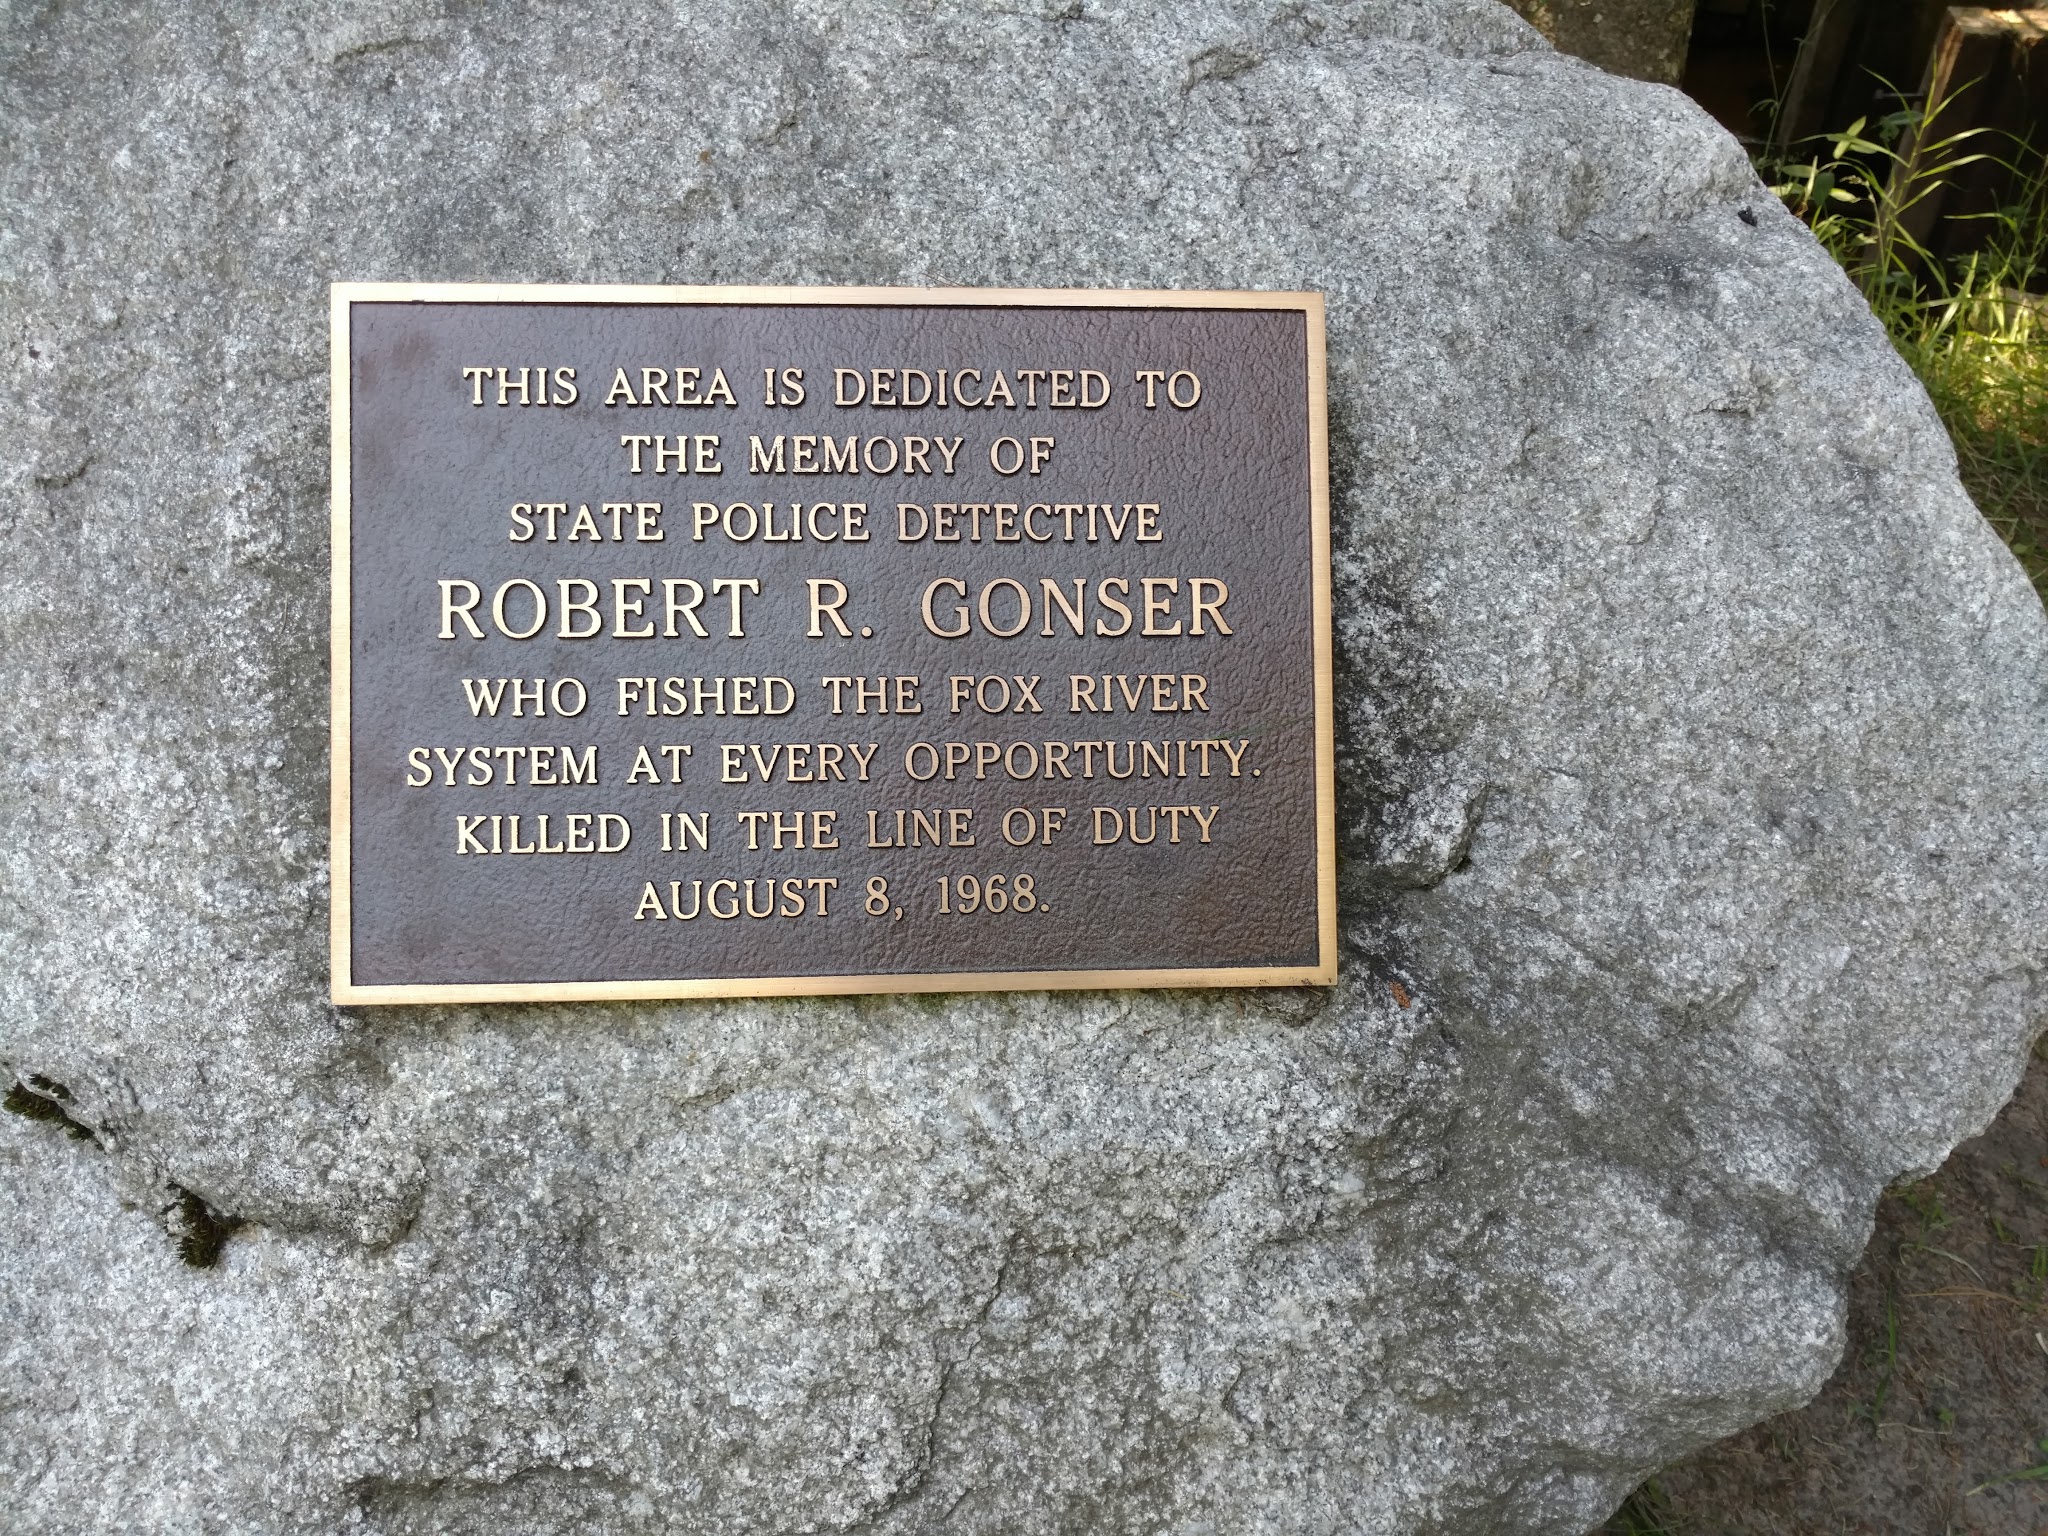 THIS AREA IS DEDICATED TO
THE MEMORY OF
STATE POLICE DETECTIVE
ROBERT R. GONSER
WHO FISHED THE FOX RIVER
SYSTEM AT EVERY OPPORTUNITY.
KILLED IN THE LINE OF DUTY
AUGUST 8, 1968.